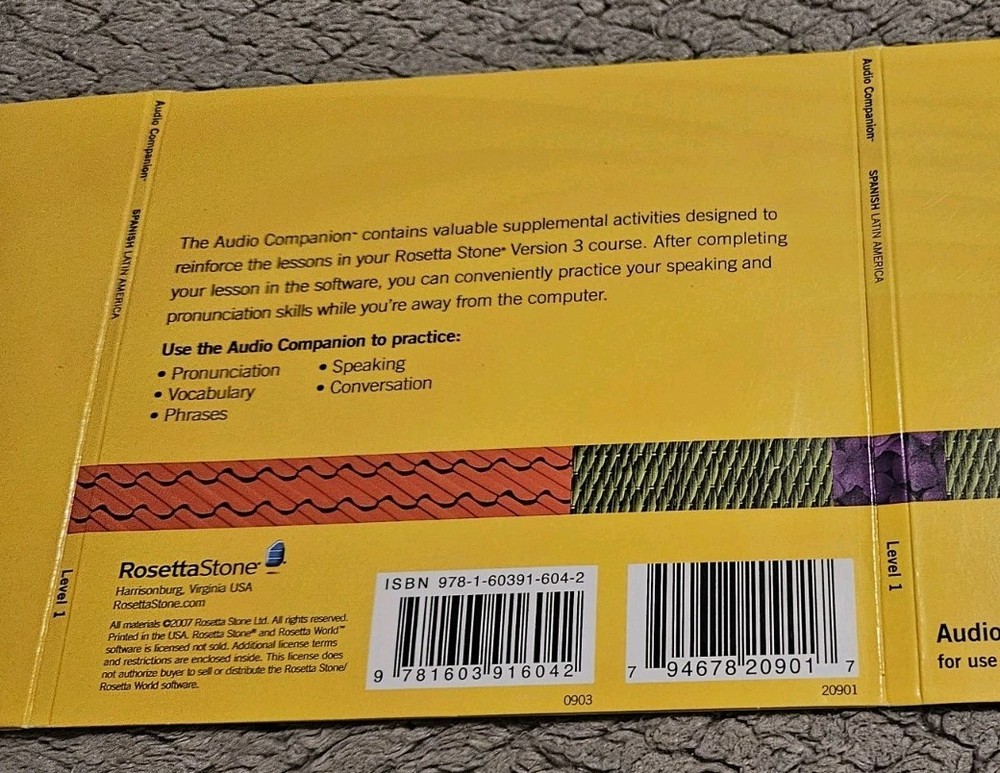 Audio Companion™
SPANISH LATIN AMERICA
Level 1
The Audio Companion™ contains valuable supplemental activities designed to
reinforce the lessons in your Rosetta Stone® Version 3 course. After completing
your lesson in the software, you can conveniently practice your speaking and
pronunciation skills while you're away from the computer.
Use the Audio Companion to practice:
• Pronunciation
• Vocabulary
• Phrases
• Speaking
• Conversation
RosettaStone®
Harrisonburg, Virginia USA
RosettaStone.com
All materials ©2007 Rosetta Stone Ltd. All rights reserved.
Printed in the USA. Rosetta Stone® and Rosetta World™
software is licensed not sold. Additional license terms
and restrictions are enclosed inside. This license does
not authorize buyer to sell or distribute the Rosetta Stone/
Rosetta World software.
ISBN 978-1-60391-604-2
9 781603 916042
0903
7 94678 20901 7
20901
Audio Companion™
SPANISH LATIN AMERICA
Level 1
Audio
for use